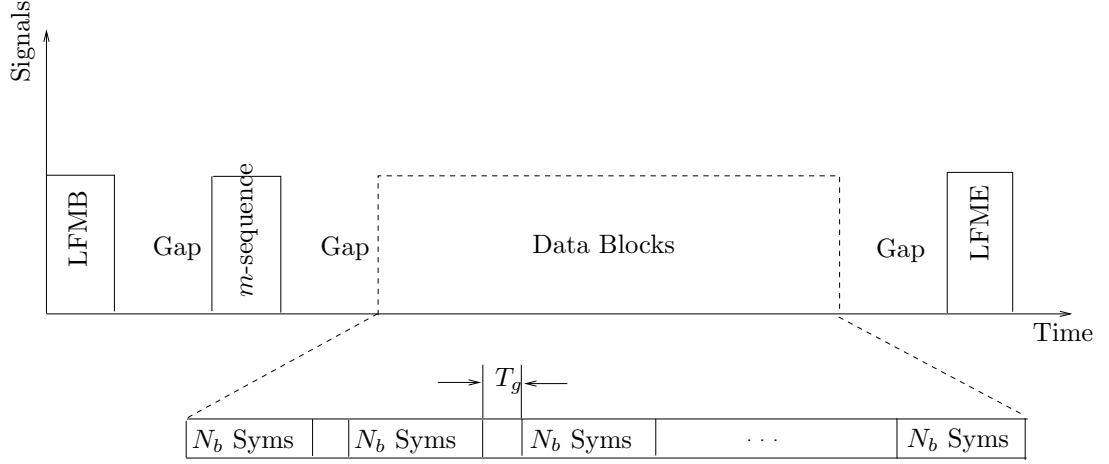 Signals
LFMB
Gap
m-sequence
Gap
Data Blocks
Gap
LFME
Time
T_g
N_b Syms
N_b Syms
N_b Syms
· · ·
N_b Syms